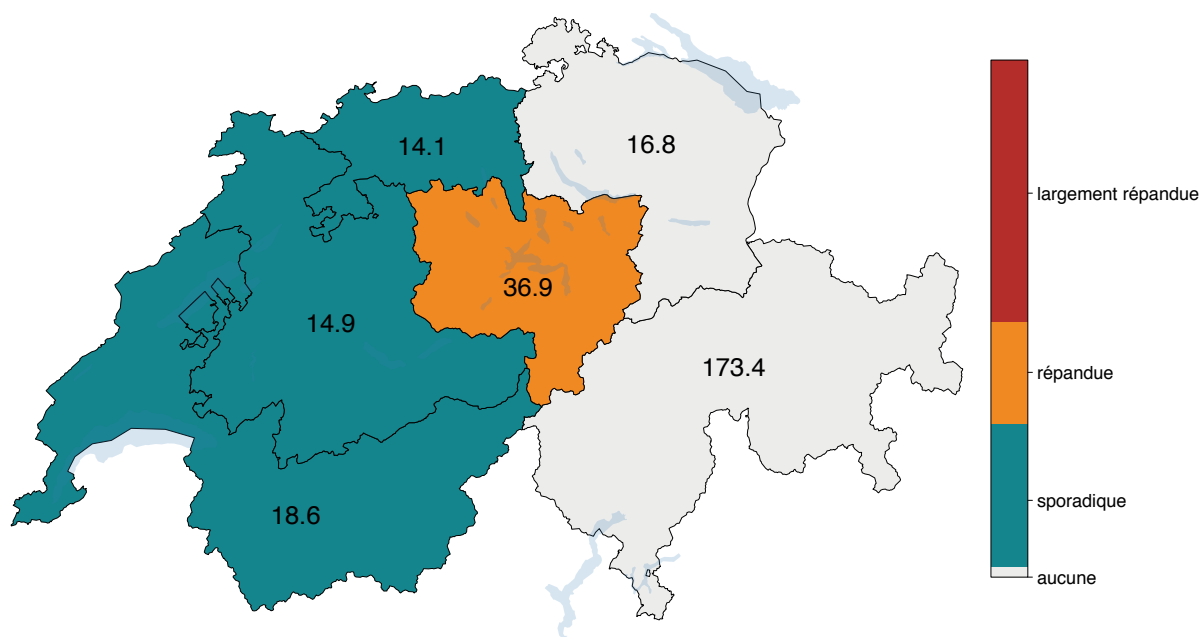 14.1
16.8
36.9
14.9
173.4
18.6
largement répandue
répandue
sporadique
aucune